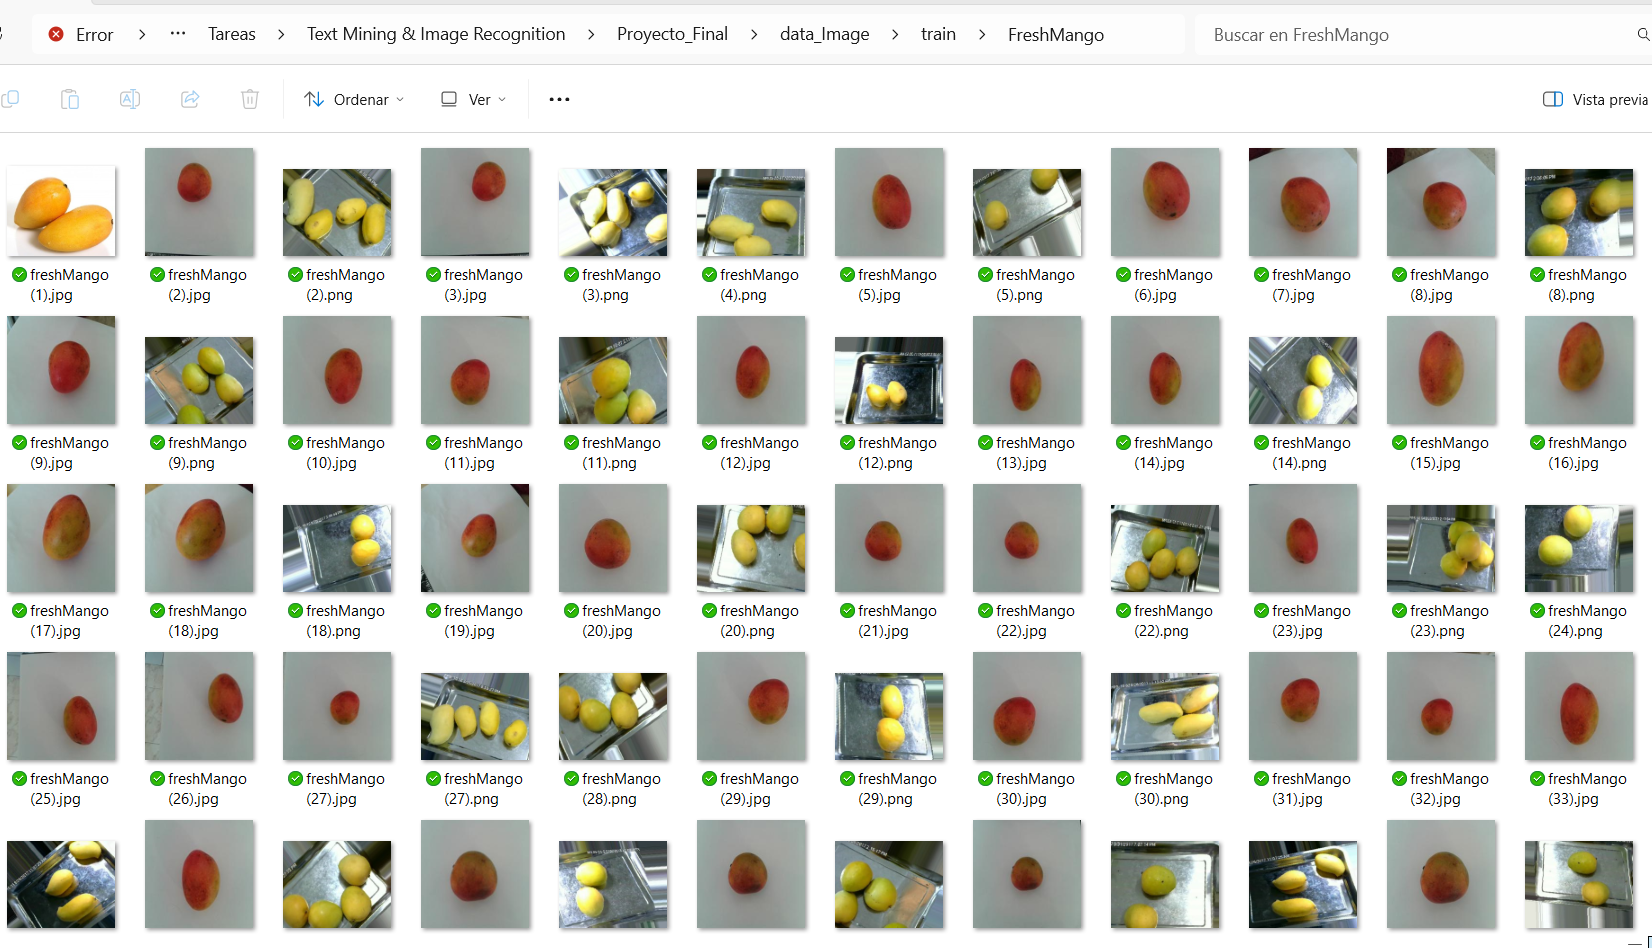 Error > ··· Tareas > Text Mining & Image Recognition > Proyecto_Final > data_Image > train > FreshMango
Buscar en FreshMango
Ordenar
Ver
···
Vista previa
freshMango (1).jpg
freshMango (2).jpg
freshMango (2).png
freshMango (3).jpg
freshMango (3).png
freshMango (4).png
freshMango (5).jpg
freshMango (5).png
freshMango (6).jpg
freshMango (7).jpg
freshMango (8).jpg
freshMango (8).png
freshMango (9).jpg
freshMango (9).png
freshMango (10).jpg
freshMango (11).jpg
freshMango (11).png
freshMango (12).jpg
freshMango (12).png
freshMango (13).jpg
freshMango (14).jpg
freshMango (14).png
freshMango (15).jpg
freshMango (16).jpg
freshMango (17).jpg
freshMango (18).jpg
freshMango (18).png
freshMango (19).jpg
freshMango (20).jpg
freshMango (20).png
freshMango (21).jpg
freshMango (22).jpg
freshMango (22).png
freshMango (23).jpg
freshMango (23).png
freshMango (24).png
freshMango (25).jpg
freshMango (26).jpg
freshMango (27).jpg
freshMango (27).png
freshMango (28).png
freshMango (29).jpg
freshMango (29).png
freshMango (30).jpg
freshMango (30).png
freshMango (31).jpg
freshMango (32).jpg
freshMango (33).jpg